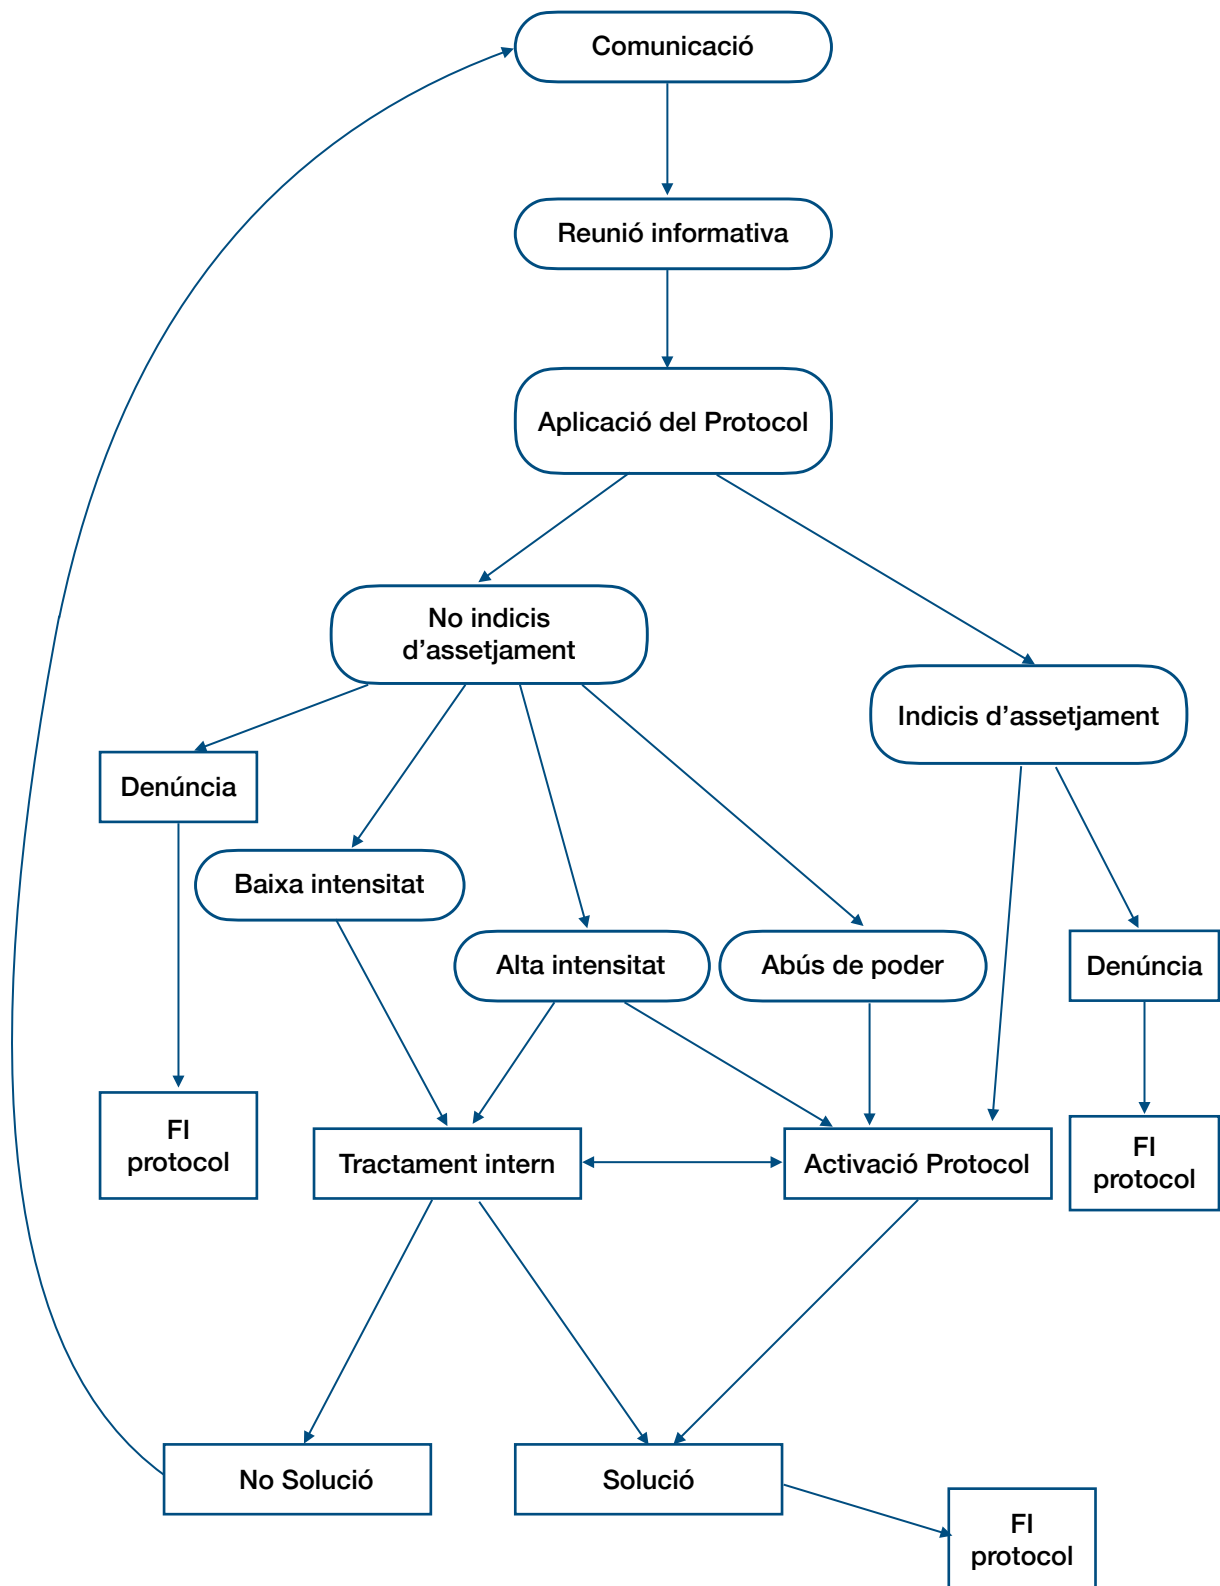 Comunicació
Reunió informativa
Aplicació del Protocol
No indicis
d’assetjament
Indicis d’assetjament
Denúncia
Baixa intensitat
Alta intensitat
Abús de poder
Denúncia
FI
protocol
Tractament intern
Activació Protocol
FI
protocol
No Solució
Solució
FI
protocol